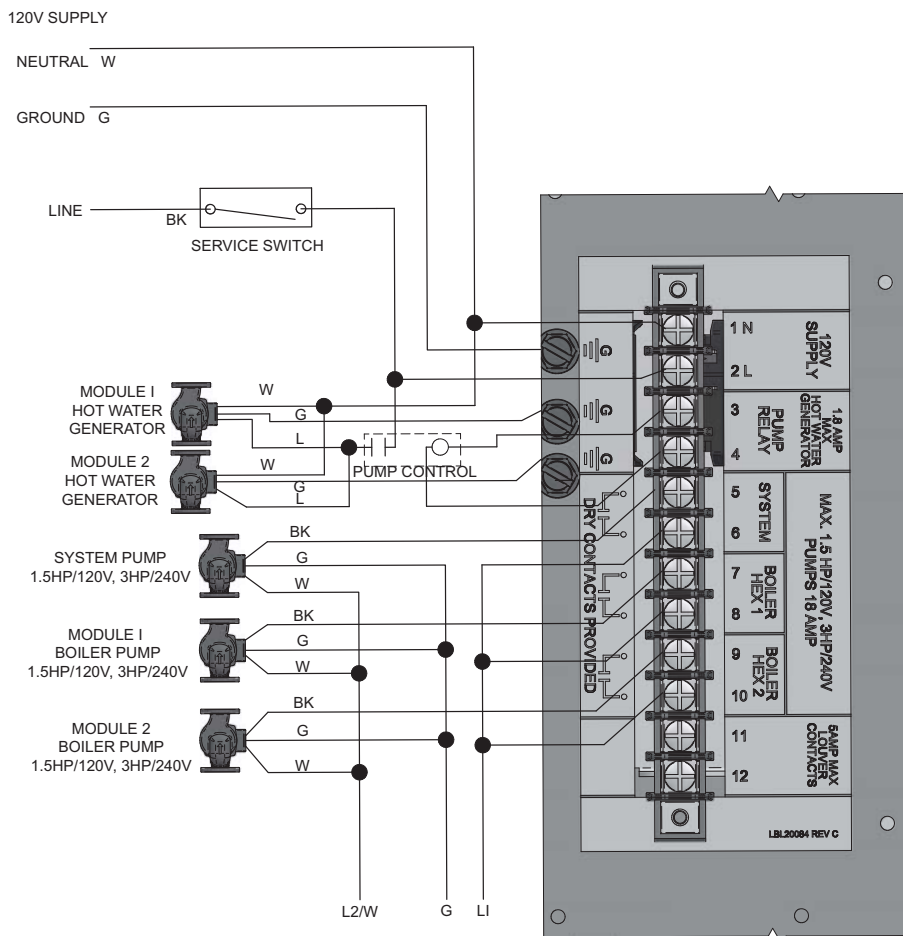 120V SUPPLY
NEUTRAL W
GROUND G
LINE
BK
SERVICE SWITCH
MODULE I
HOT WATER
GENERATOR
W
G
L
MODULE 2
HOT WATER
GENERATOR
W
G
L
PUMP CONTROL
SYSTEM PUMP
1.5HP/120V, 3HP/240V
BK
G
W
MODULE I
BOILER PUMP
1.5HP/120V, 3HP/240V
BK
G
W
MODULE 2
BOILER PUMP
1.5HP/120V, 3HP/240V
BK
G
W
L2/W
G
LI
G
G
G
DRY CONTACTS PROVIDED
1 N
2 L
120V
SUPPLY
3
4
PUMP
RELAY
1.8 AMP
MAX
HOT WATER
GENERATOR
5
6
SYSTEM
7
8
BOILER
HEX 1
9
10
BOILER
HEX 2
MAX. 1.5 HP/120V, 3HP/240V
PUMPS 18 AMP
11
12
5AMP MAX
LOUVER
CONTACTS
LBL20084 REV C